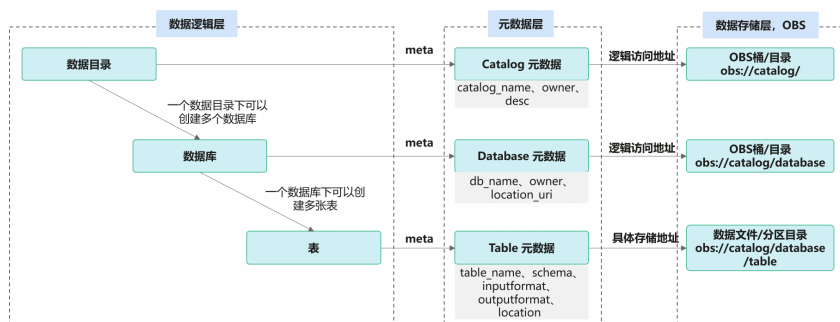 数据逻辑层
元数据层
数据存储层，OBS
数据目录
meta
Catalog 元数据
catalog_name、owner、
desc
逻辑访问地址
OBS桶/目录
obs://catalog/
一个数据目录下可以
创建多个数据库
数据库
meta
Database 元数据
db_name、owner、
location_uri
逻辑访问地址
OBS桶/目录
obs://catalog/database
一个数据库下可以创
建多张表
表
meta
Table 元数据
table_name、schema、
inputformat、
outputformat、
location
具体存储地址
数据文件/分区目录
obs://catalog/database
/table